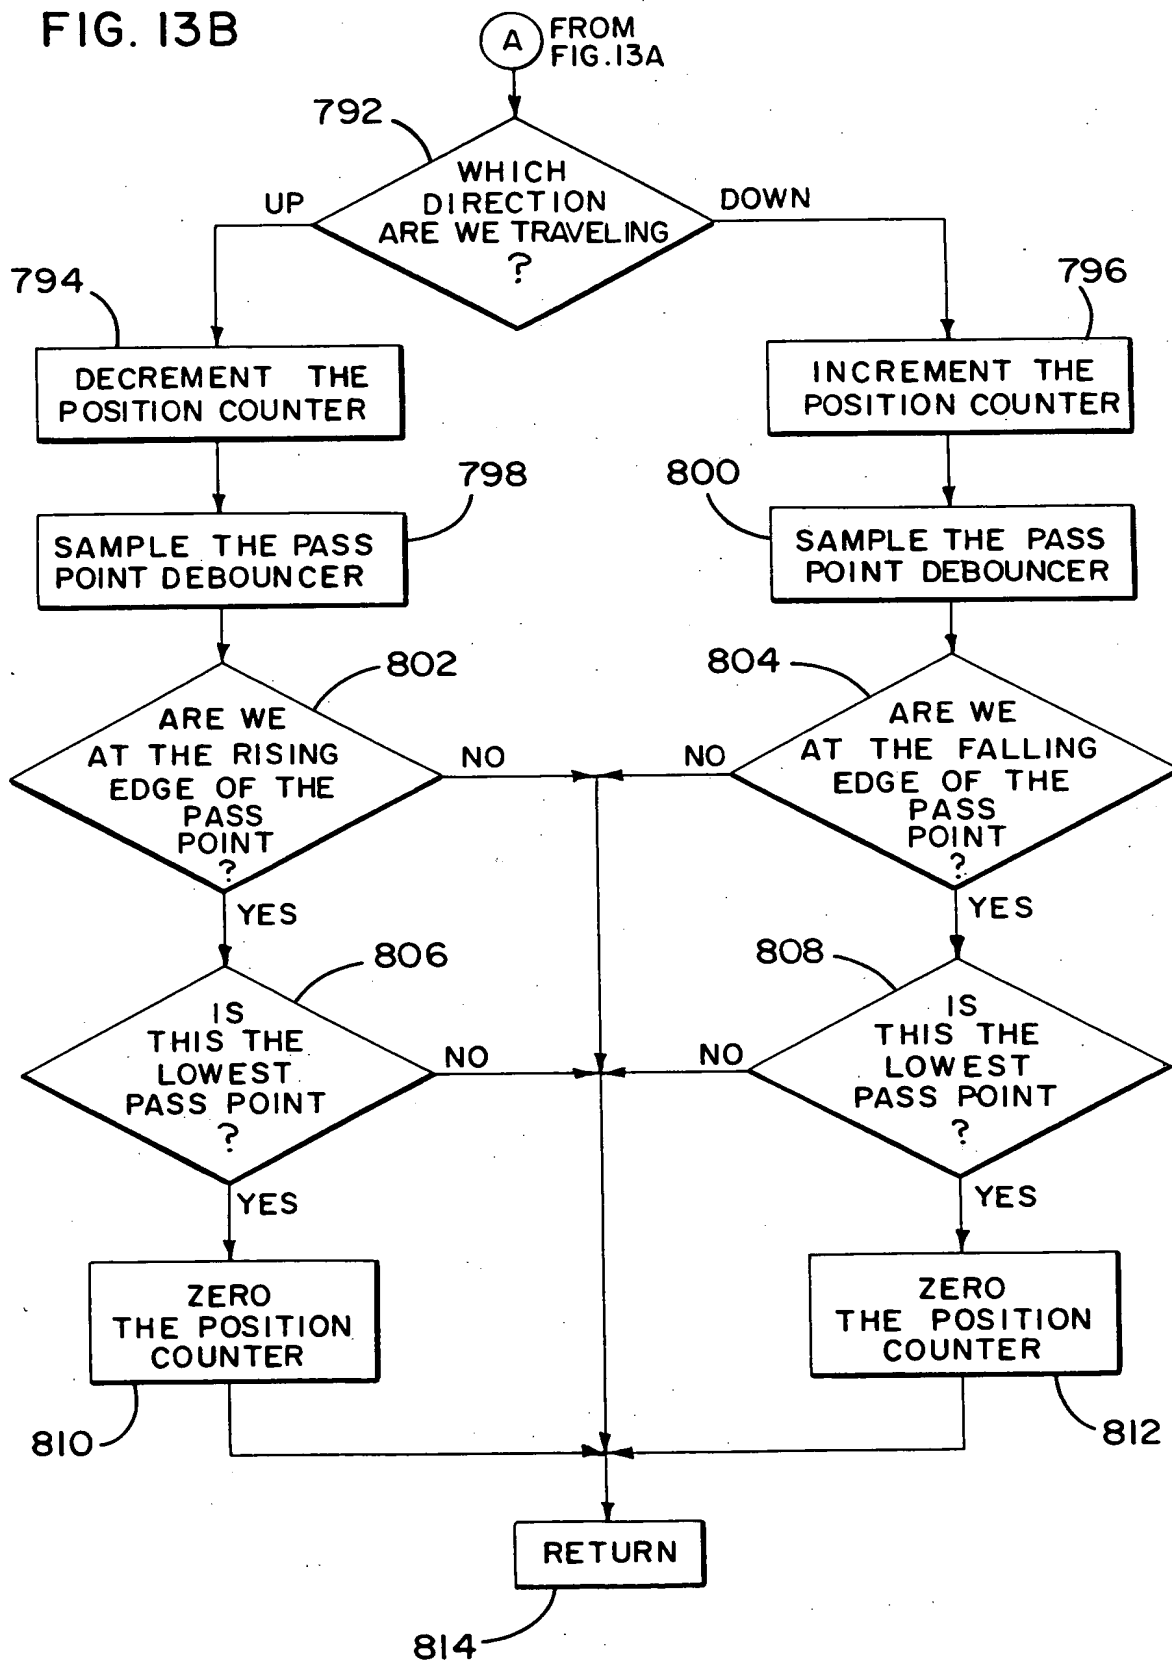 FIG. 13B
A
FROM
FIG.13A
792
WHICH
DIRECTION
ARE WE TRAVELING
?
UP
DOWN
794
796
DECREMENT THE
POSITION COUNTER
INCREMENT THE
POSITION COUNTER
798
800
SAMPLE THE PASS
POINT DEBOUNCER
SAMPLE THE PASS
POINT DEBOUNCER
802
804
ARE WE
AT THE RISING
EDGE OF THE
PASS
POINT
?
NO
NO
ARE WE
AT THE FALLING
EDGE OF THE
PASS
POINT
?
YES
YES
806
808
IS
THIS THE
LOWEST
PASS POINT
?
NO
NO
IS
THIS THE
LOWEST
PASS POINT
?
YES
YES
ZERO
THE POSITION
COUNTER
ZERO
THE POSITION
COUNTER
810
812
RETURN
814